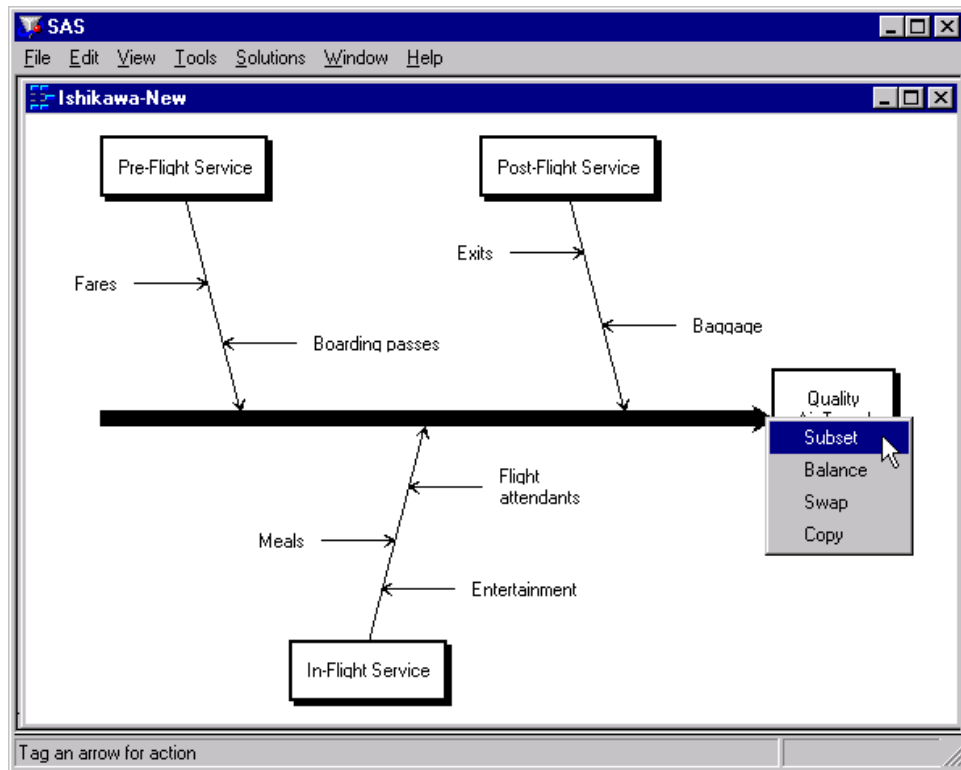 SAS
File Edit View Tools Solutions Window Help
Ishikawa-New
Pre-Flight Service
Post-Flight Service
Exits
Fares
Baggage
Boarding passes
Quality
Subset
Balance
Swap
Copy
Flight
attendants
Meals
Entertainment
In-Flight Service
Tag an arrow for action